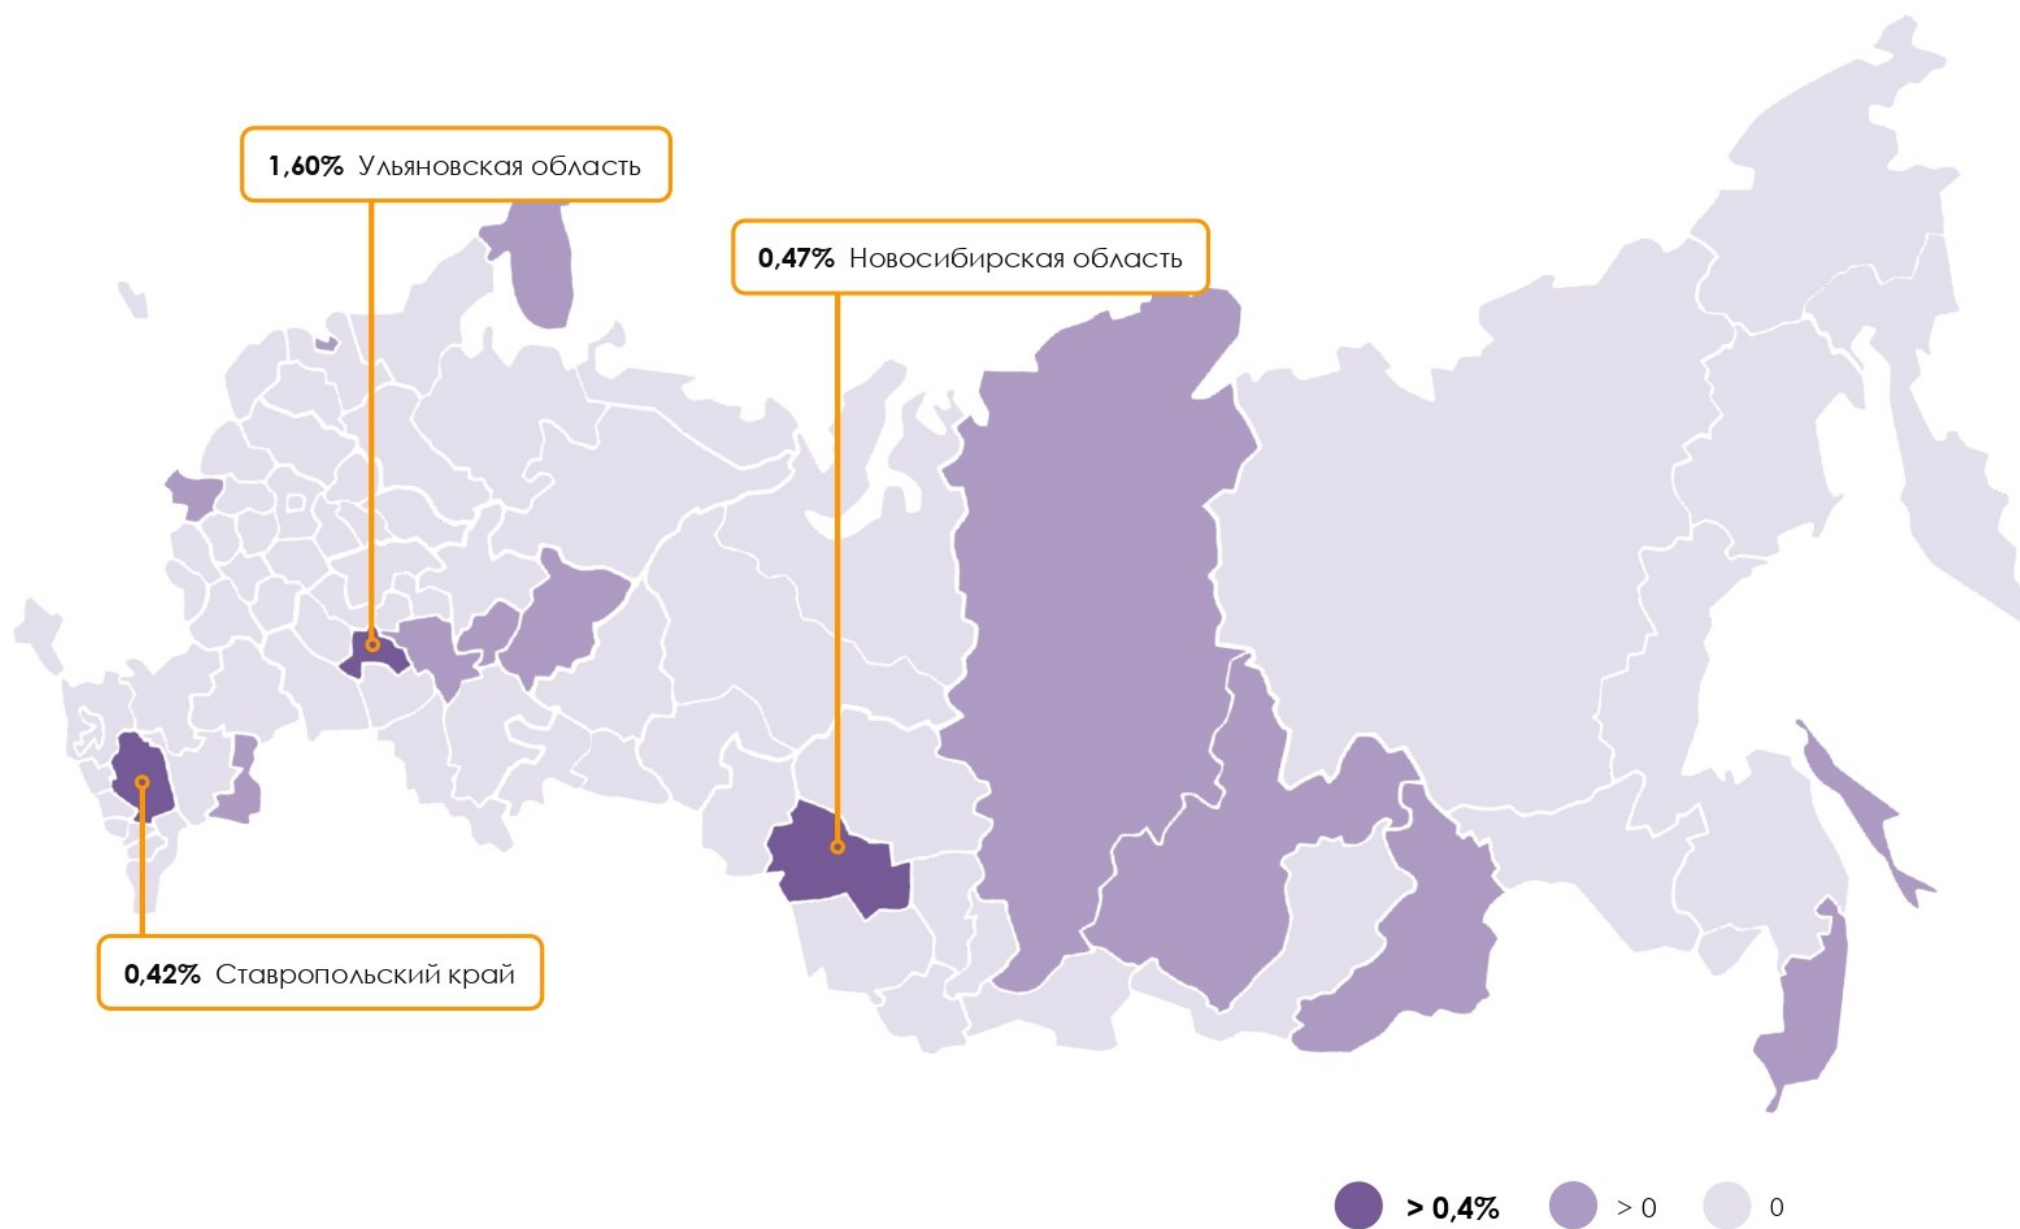 1,60% Ульяновская область
0,47% Новосибирская область
0,42% Ставропольский край
> 0,4% > 0 0